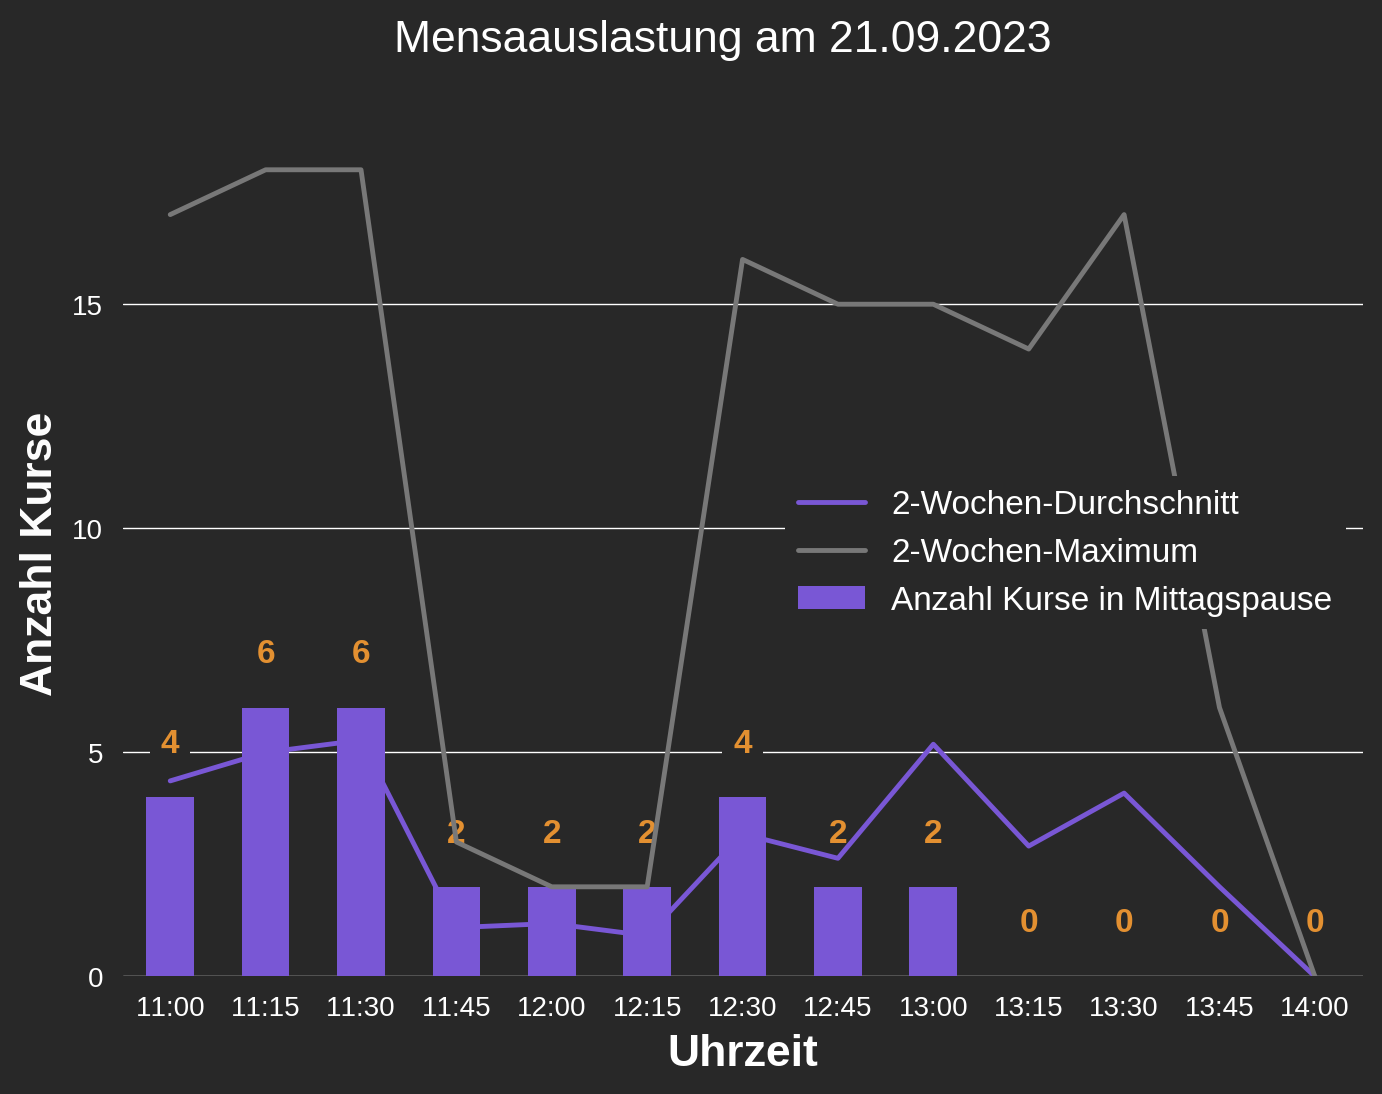 Mensaauslastung am 21.09.2023
Anzahl Kurse
15
10
5
0
2-Wochen-Durchschnitt
2-Wochen-Maximum
Anzahl Kurse in Mittagspause
4 6 6 2 2 2 4 2 2 0 0 0 0
11:00 11:15 11:30 11:45 12:00 12:15 12:30 12:45 13:00 13:15 13:30 13:45 14:00
Uhrzeit